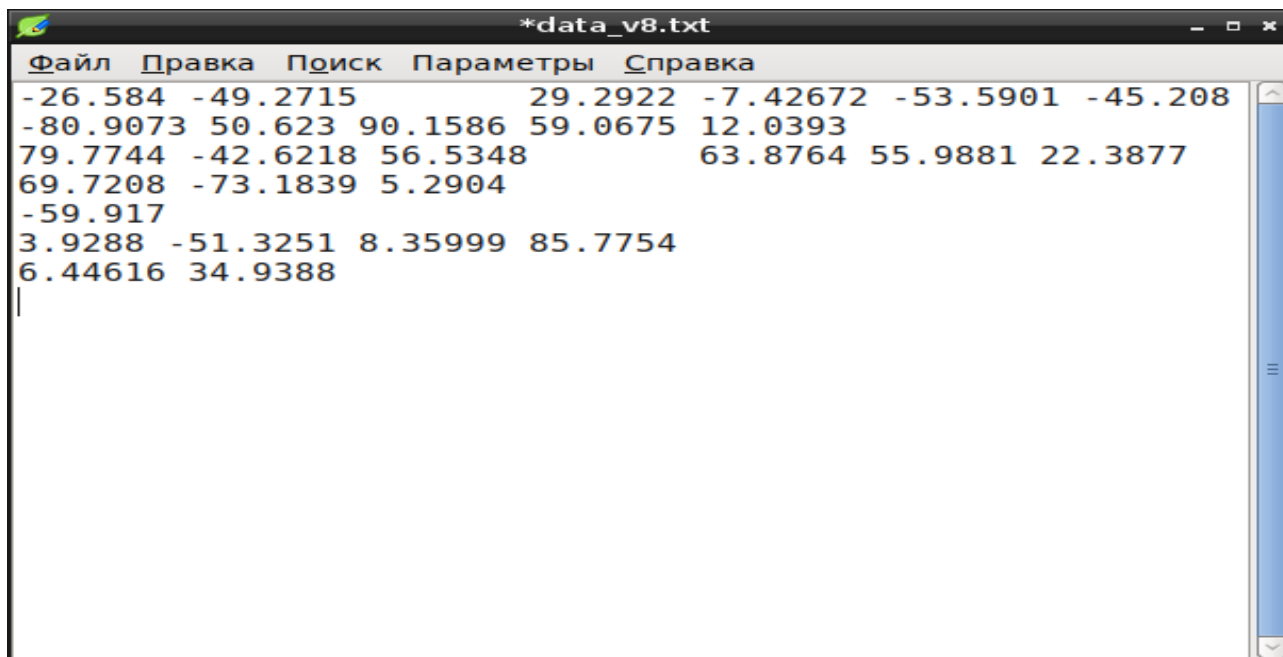 *data_v8.txt
Файл Правка Поиск Параметры Справка
-26.584 -49.2715 29.2922 -7.42672 -53.5901 -45.208
-80.9073 50.623 90.1586 59.0675 12.0393
79.7744 -42.6218 56.5348 63.8764 55.9881 22.3877
69.7208 -73.1839 5.2904
-59.917
3.9288 -51.3251 8.35999 85.7754
6.44616 34.9388